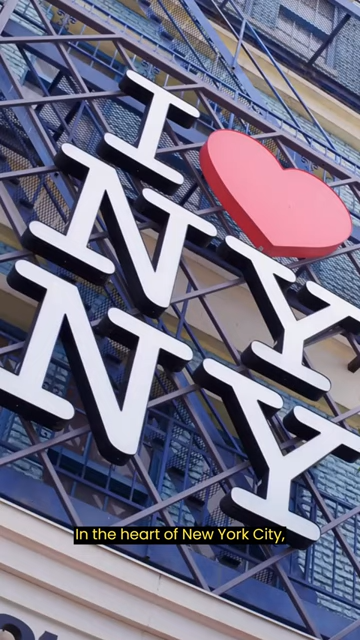 I ♥
NY,
NY
In the heart of New York City,